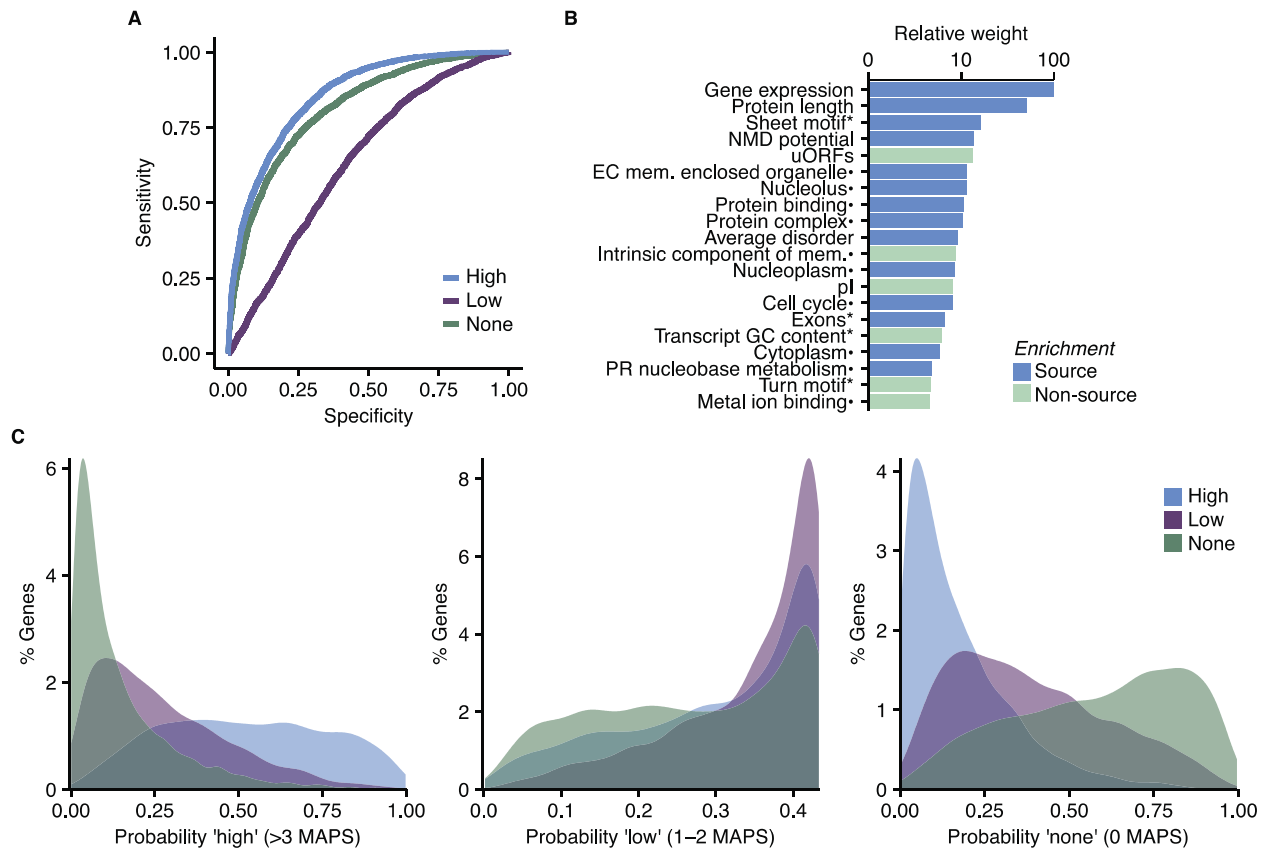 A
1.00
0.75
0.50
0.25
0.00
Sensitivity
0.00 0.25 0.50 0.75 1.00
Specificity
High
Low
None
B
Relative weight
0 10 100
Gene expression
Protein length
Sheet motif*
NMD potential
uORFs
EC mem. enclosed organelle•
Nucleolus•
Protein binding•
Protein complex•
Average disorder
Intrinsic component of mem.•
Nucleoplasm•
pI
Cell cycle•
Exons*
Transcript GC content*
Cytoplasm•
PR nucleobase metabolism•
Turn motif*
Metal ion binding•
Enrichment
Source
Non-source
C
6
4
2
0
% Genes
0 0.25 0.50 0.75 1.00
Probability 'high' (>3 MAPS)
8
6
4
2
0
% Genes
0.0 0.1 0.2 0.3 0.4
Probability 'low' (1–2 MAPS)
4
3
2
1
0
% Genes
0.00 0.25 0.50 0.75 1.00
Probability 'none' (0 MAPS)
High
Low
None